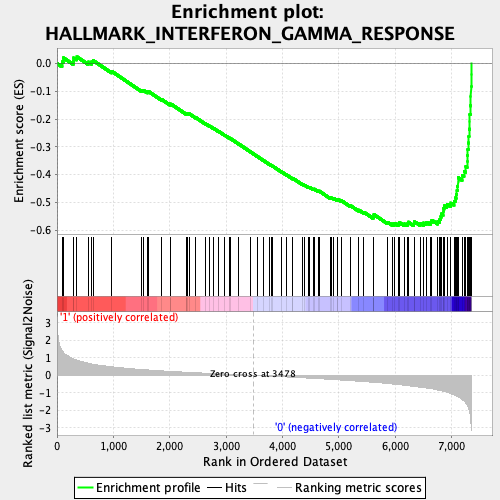 Enrichment plot:
HALLMARK_INTERFERON_GAMMA_RESPONSE
Enrichment score (ES)
0.0
-0.1
-0.2
-0.3
-0.4
-0.5
-0.6
'1' (positively correlated)
Zero cross at 3478
'0' (negatively correlated)
Ranked list metric (Signal2Noise)
3
2
1
0
-1
-2
-3
0 1,000 2,000 3,000 4,000 5,000 6,000 7,000
Rank in Ordered Dataset
Enrichment profile Hits Ranking metric scores